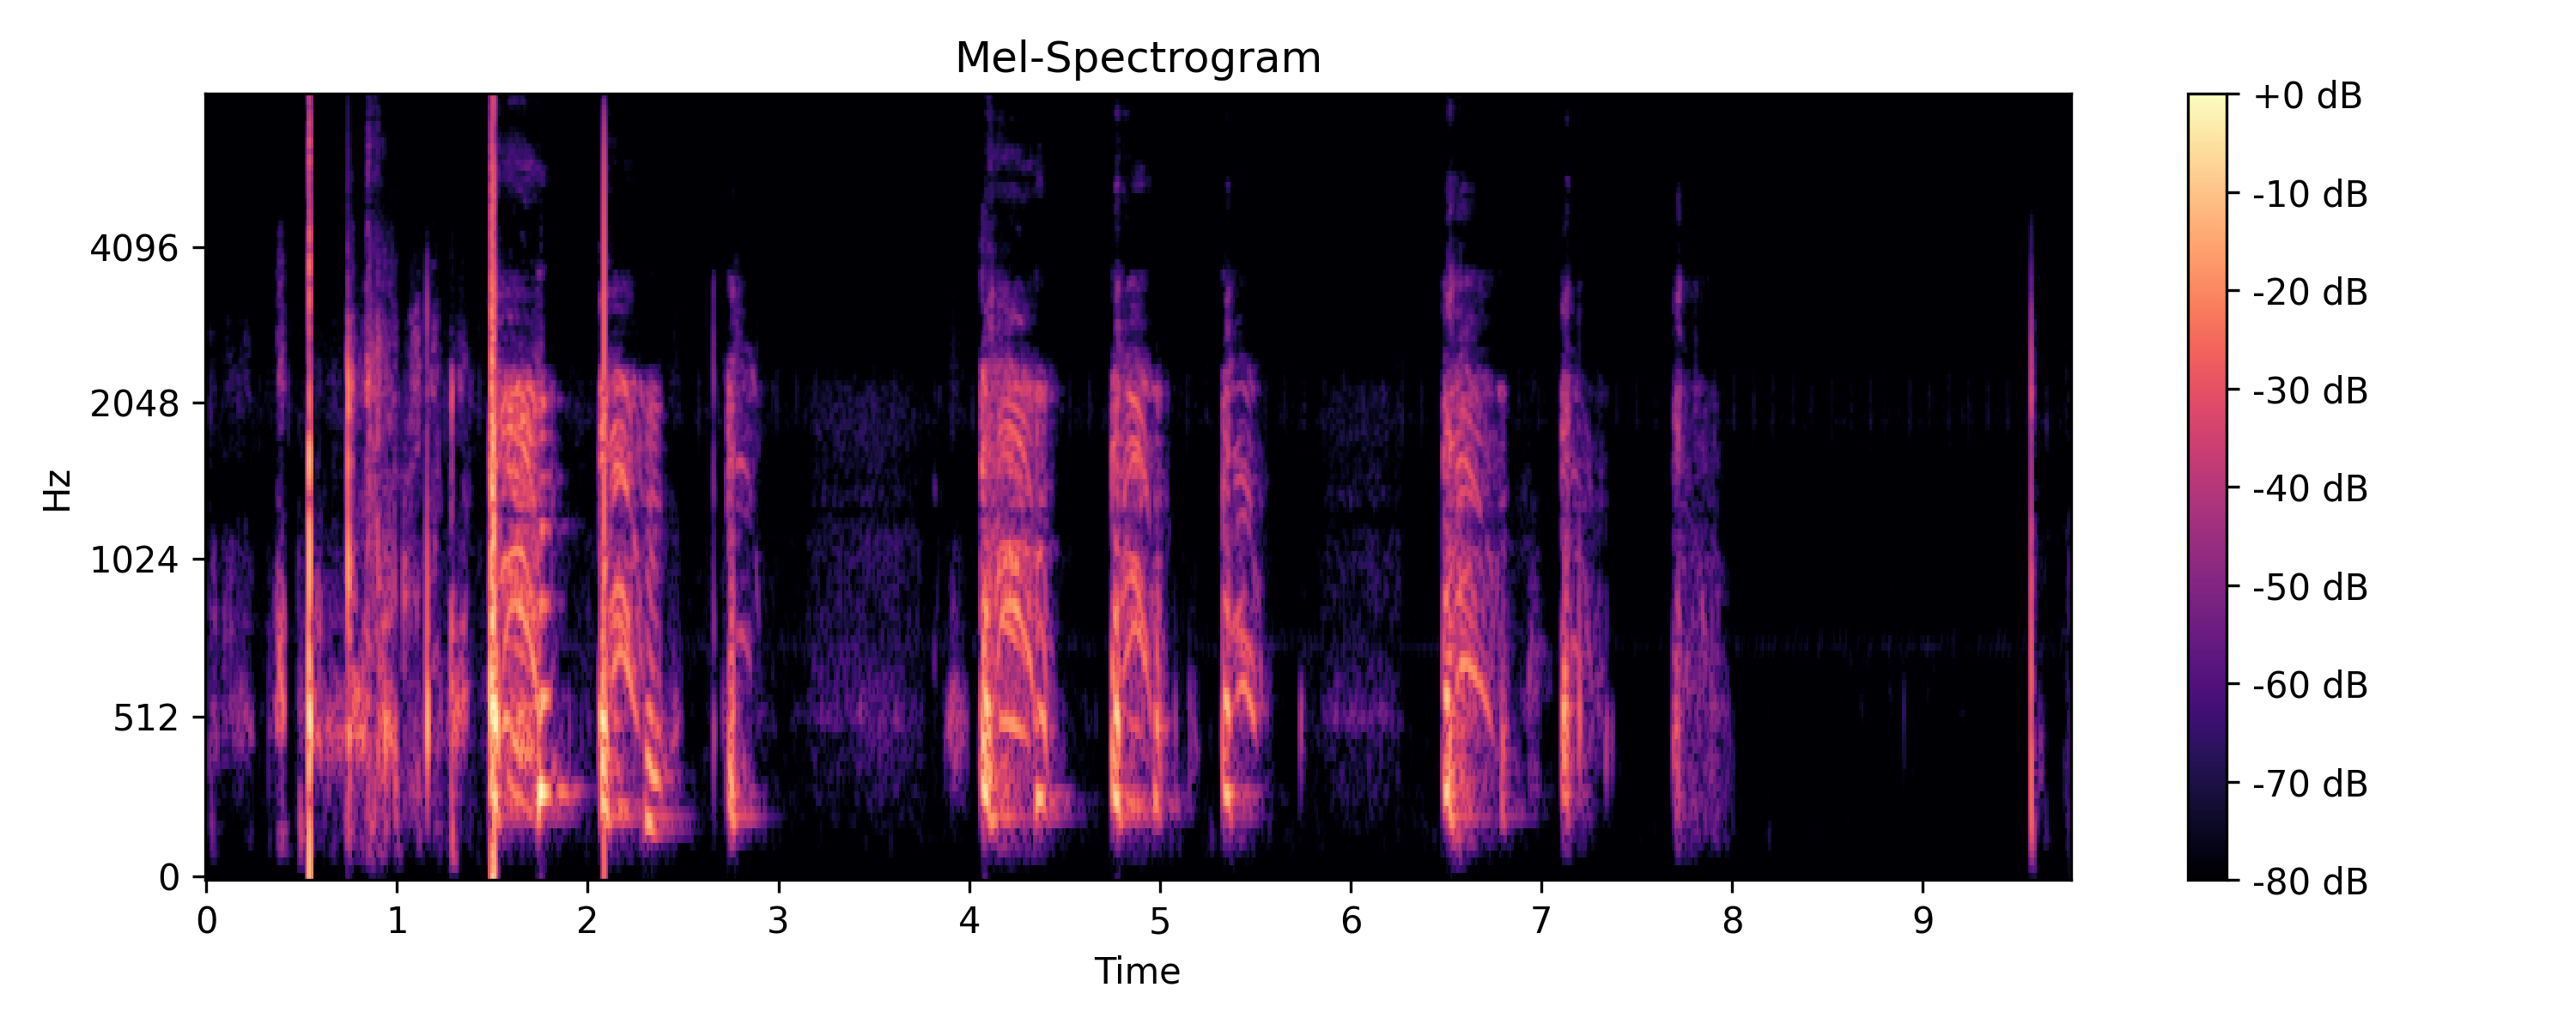 Mel-Spectrogram
+0 dB
-10 dB
-20 dB
-30 dB
-40 dB
-50 dB
-60 dB
-70 dB
-80 dB
4096
2048
1024
512
0
Hz
0 1 2 3 4 5 6 7 8 9
Time